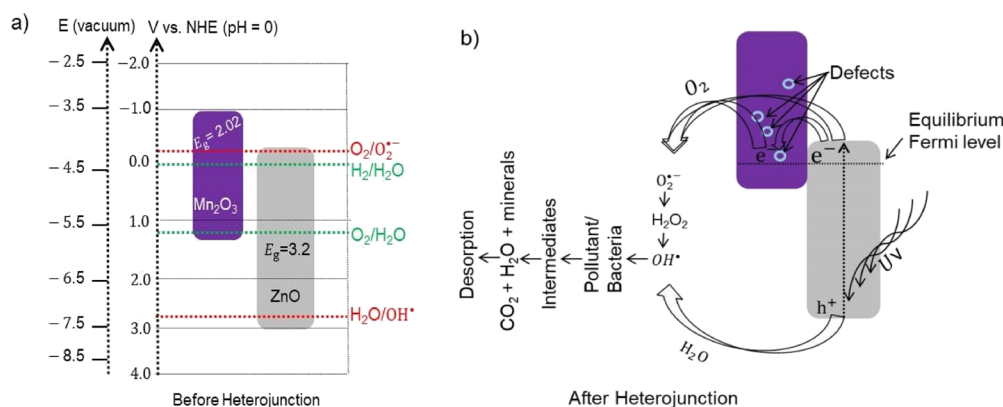 a)
E (vacuum)
V vs. NHE (pH = 0)
− 2.5
− 3.5
− 4.5
− 5.5
− 6.5
− 7.5
− 8.5
-2.0
-1.0
0.0
1.0
2.0
3.0
4.0
E_g = 2.02
Mn₂O₃
E_g=3.2
ZnO
O₂/O₂•−
H₂/H₂O
O₂/H₂O
H₂O/OH•
Before Heterojunction
b)
Defects
Equilibrium
Fermi level
O₂
e
e−
UV
h⁺
O₂•−
H₂O₂
OH•
H₂O
Pollutant/
Bacteria
Intermediates
CO₂ + H₂O + minerals
Desorption
After Heterojunction